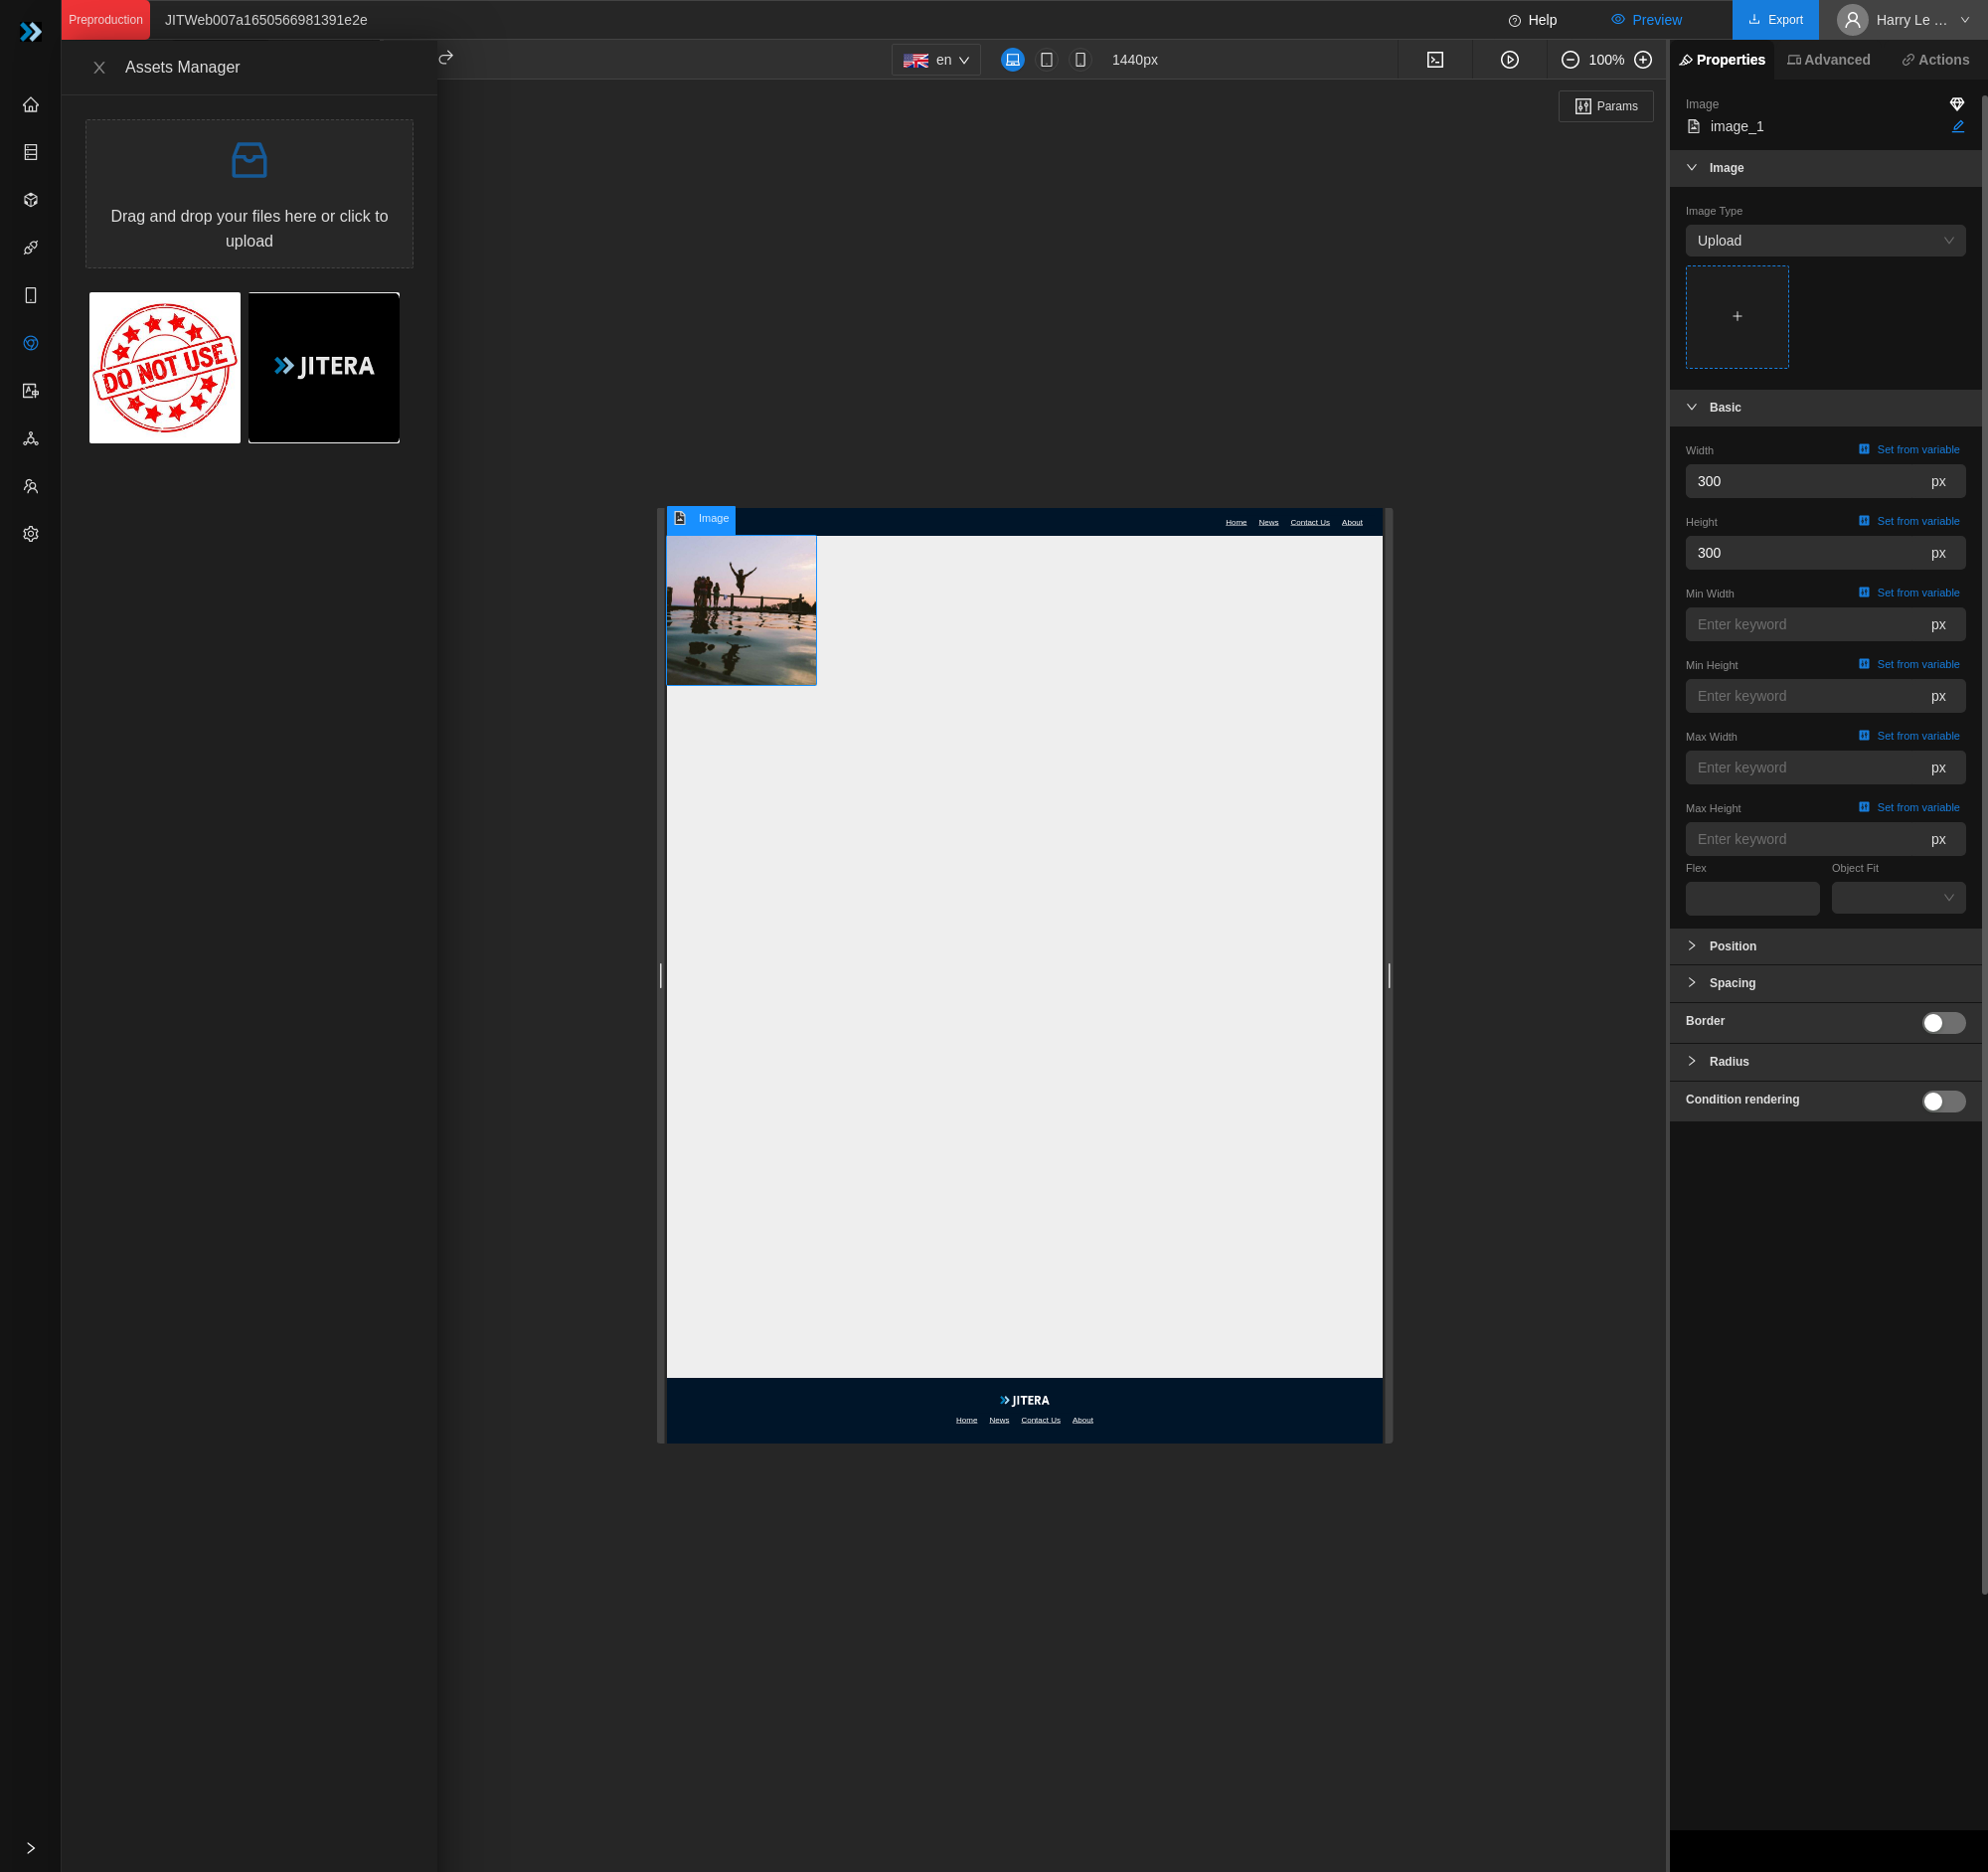 Preproduction
JITWeb007a1650566981391e2e
Help
Preview
Export
Harry Le ...
Assets Manager
en
1440px
100%
Properties
Advanced
Actions
Params
Drag and drop your files here or click to
upload
DO NOT USE
JITERA
Image
Home
News
Contact Us
About
JITERA
Home
News
Contact Us
About
Image
image_1
Image
Image Type
Upload
Basic
Width
Set from variable
300
px
Height
Set from variable
300
px
Min Width
Set from variable
Enter keyword
px
Min Height
Set from variable
Enter keyword
px
Max Width
Set from variable
Enter keyword
px
Max Height
Set from variable
Enter keyword
px
Flex
Object Fit
Position
Spacing
Border
Radius
Condition rendering